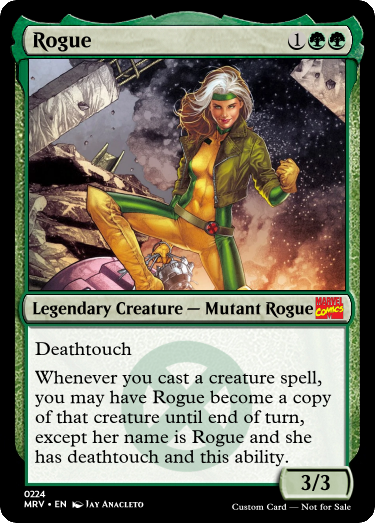 Rogue 1
Legendary Creature — Mutant Rogue MARVEL COMICS
Deathtouch
Whenever you cast a creature spell,
you may have Rogue become a copy
of that creature until end of turn,
except her name is Rogue and she
has deathtouch and this ability.
3/3
0224
MRV • EN Jay Anacleto
Custom Card — Not for Sale